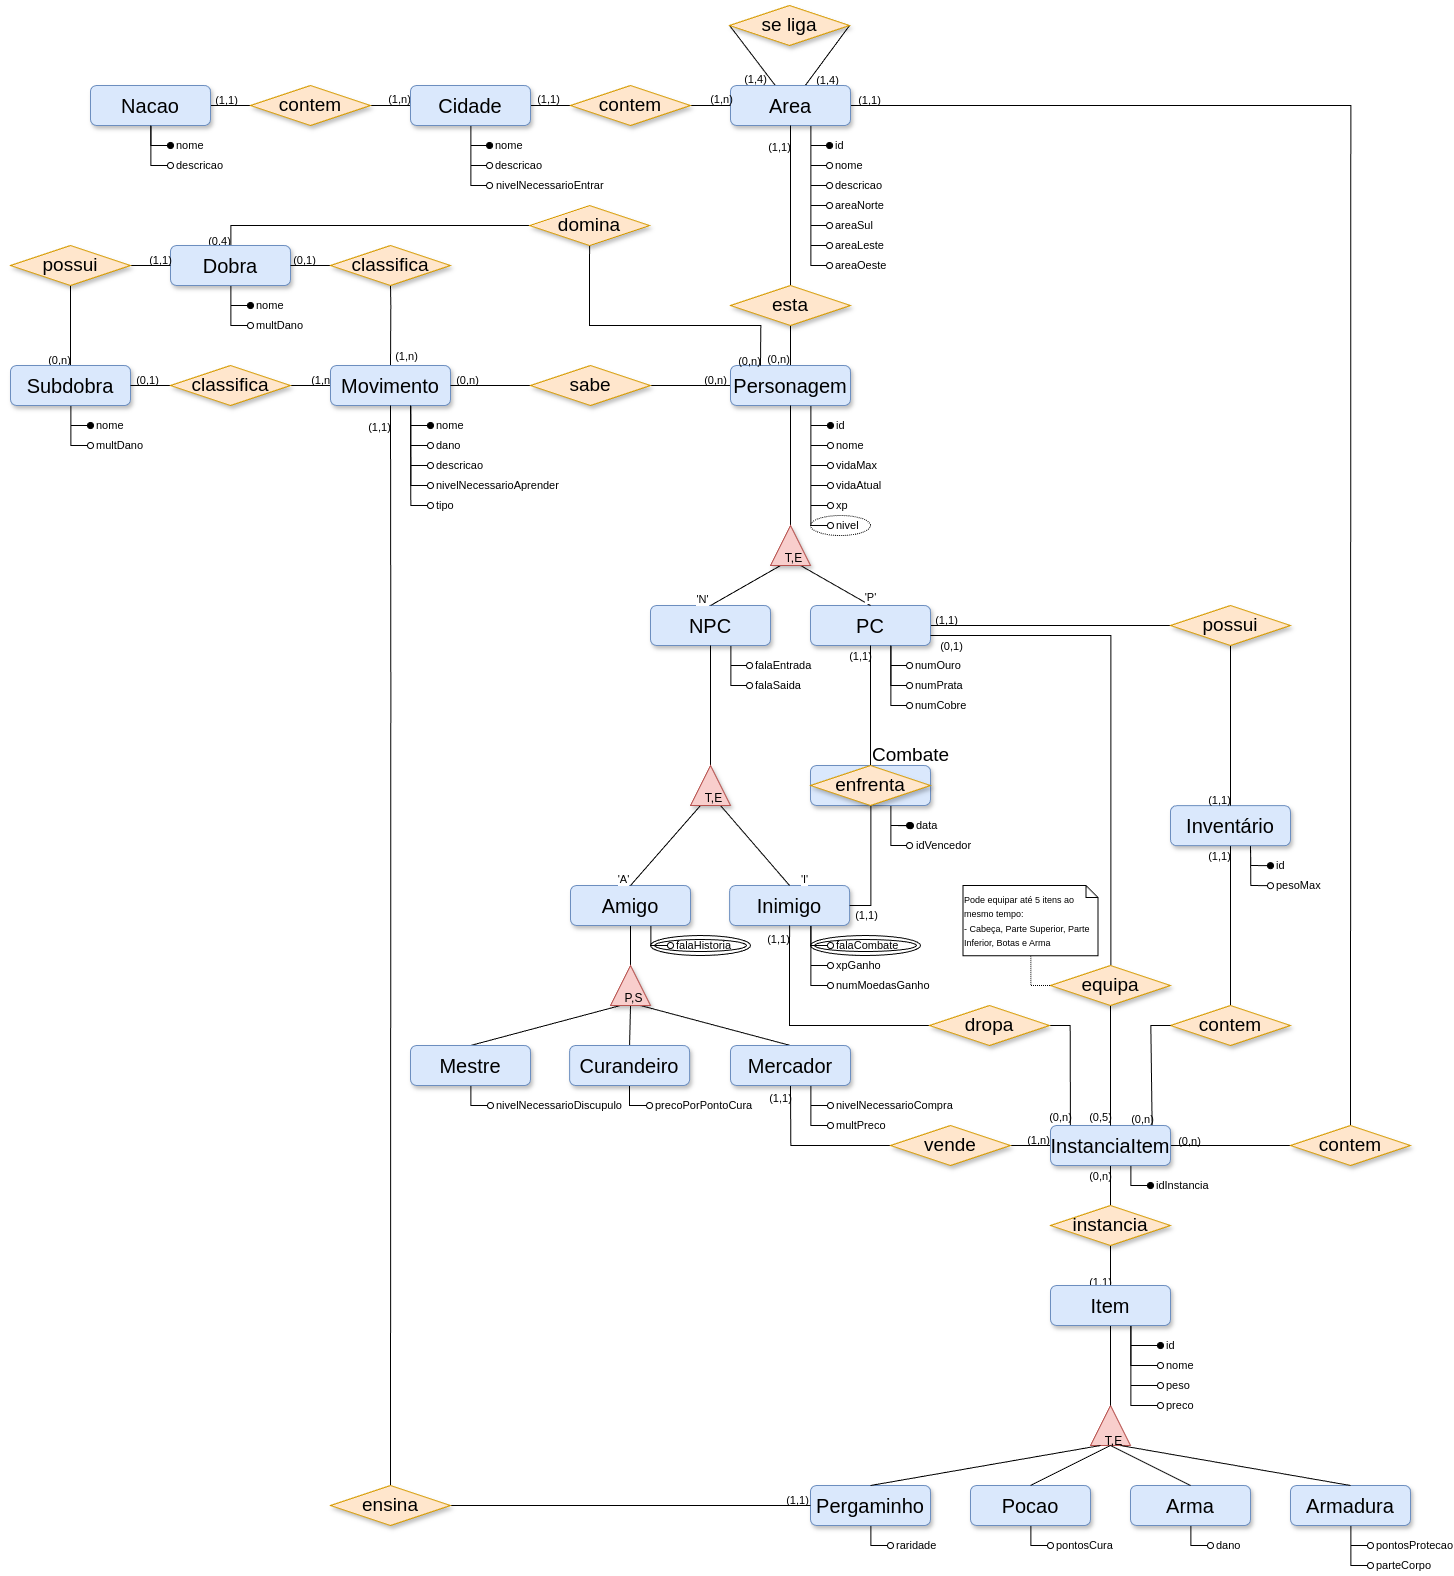 se liga
(1,4)
(1,4)
Nacao
(1,1)
contem
(1,n)
Cidade
(1,1)
contem
(1,n)
Area
(1,1)
nome
descricao
nome
descricao
nivelNecessarioEntrar
(1,1)
id
nome
descricao
areaNorte
areaSul
areaLeste
areaOeste
domina
(0,4)
possui
(1,1)
Dobra
(0,1)
classifica
nome
multDano
esta
(0,n)
(1,n)
(0,n)
(0,n)
Subdobra
(0,1)
classifica
(1,n
Movimento
(0,n)
sabe
(0,n)
Personagem
nome
multDano
(1,1)
nome
dano
descricao
nivelNecessarioAprender
tipo
id
nome
vidaMax
vidaAtual
xp
nivel
T,E
'N'
'P'
NPC
PC
(1,1)
(0,1)
possui
falaEntrada
falaSaida
(1,1)
numOuro
numPrata
numCobre
Combate
enfrenta
T,E
data
idVencedor
(1,1)
Inventário
(1,1)
id
pesoMax
'A'
'I'
Amigo
Inimigo
(1,1)
(1,1)
falaHistoria
falaCombate
xpGanho
numMoedasGanho
Pode equipar até 5 itens ao
mesmo tempo:
- Cabeça, Parte Superior, Parte
Inferior, Botas e Arma
equipa
P,S
dropa
contem
Mestre
Curandeiro
Mercador
nivelNecessarioDiscupulo
precoPorPontoCura
(1,1)
nivelNecessarioCompra
multPreco
(0,n)
(0,5)
(0,n)
vende
(1,n)
InstanciaItem
(0,n)
contem
(0,n)
idInstancia
instancia
(1,1)
Item
id
nome
peso
preco
T,E
ensina
(1,1)
Pergaminho
Pocao
Arma
Armadura
raridade
pontosCura
dano
pontosProtecao
parteCorpo